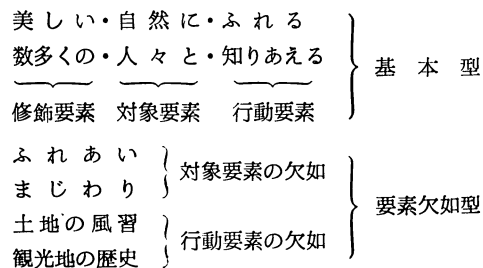 美しい・自然に・ふれる
数多くの・人々と・知りあえる
修飾要素 対象要素 行動要素
基本型
ふれあい
まじわり
対象要素の欠如
土地の風習
観光地の歴史
行動要素の欠如
要素欠如型